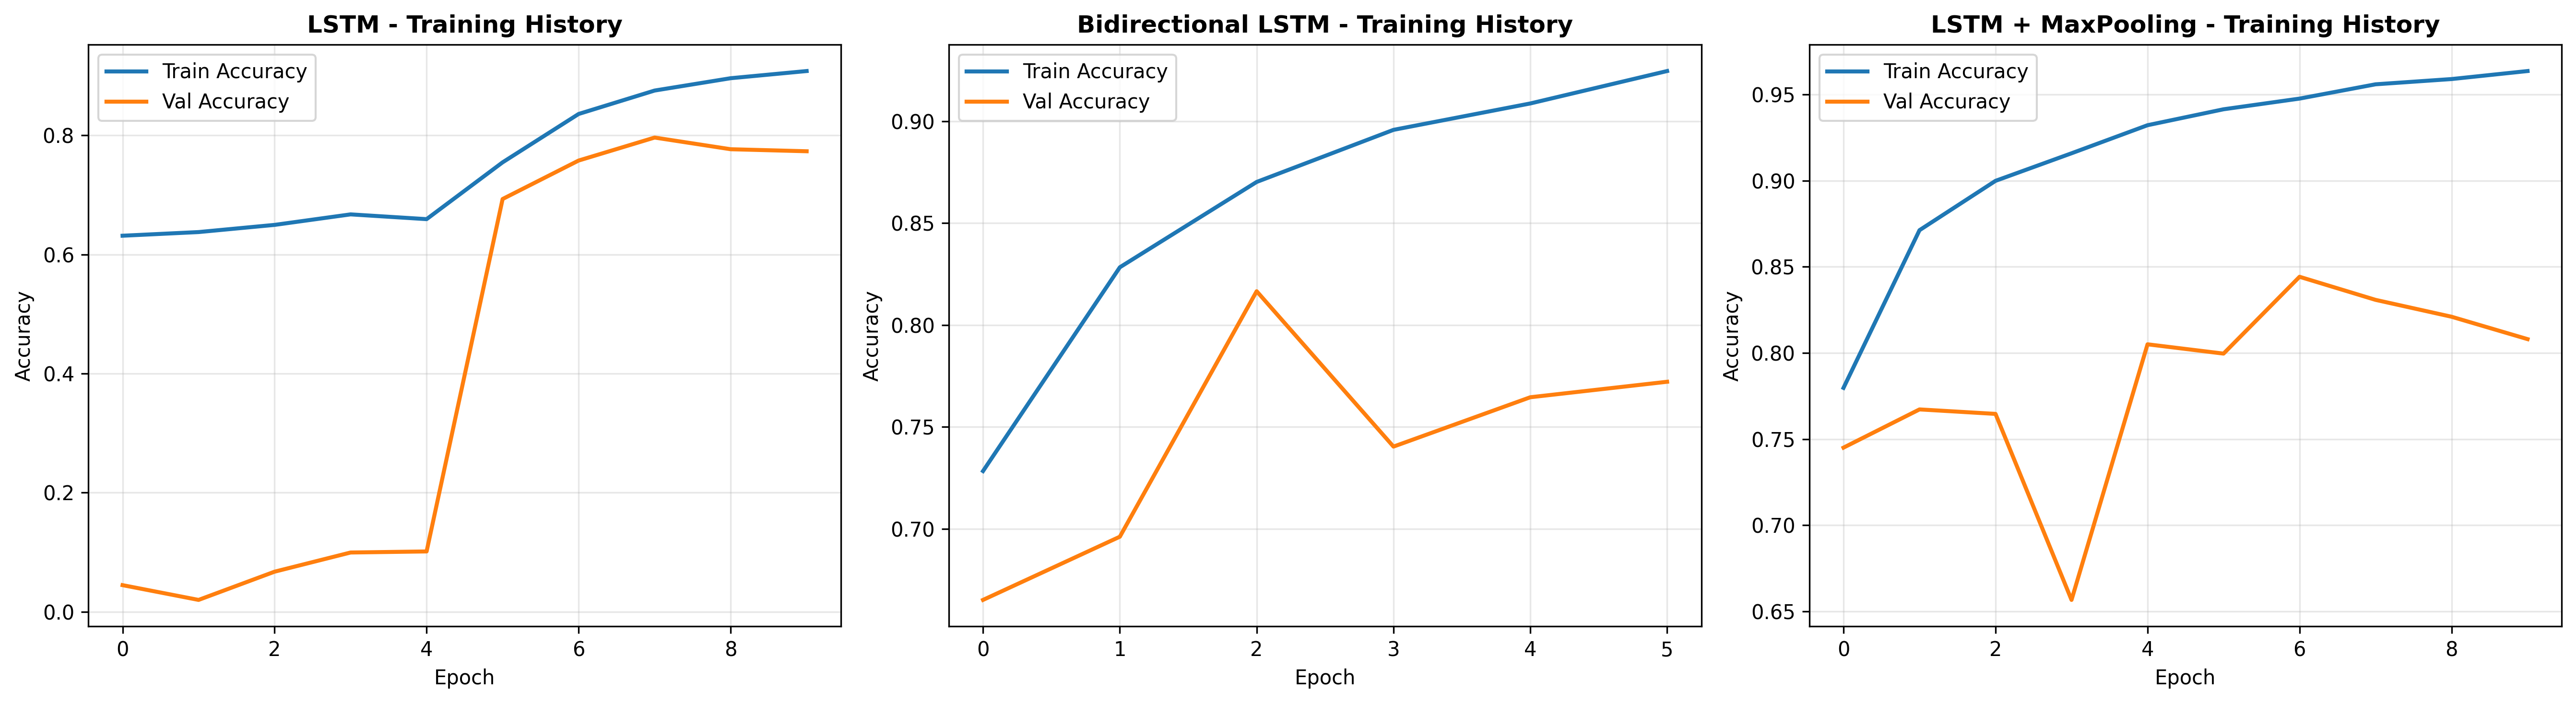 LSTM - Training History
Train Accuracy
Val Accuracy
0.8
0.6
0.4
0.2
0.0
Accuracy
0 2 4 6 8
Epoch
Bidirectional LSTM - Training History
Train Accuracy
Val Accuracy
0.90
0.85
0.80
0.75
0.70
Accuracy
0 1 2 3 4 5
Epoch
LSTM + MaxPooling - Training History
Train Accuracy
Val Accuracy
0.95
0.90
0.85
0.80
0.75
0.70
0.65
Accuracy
0 2 4 6 8
Epoch